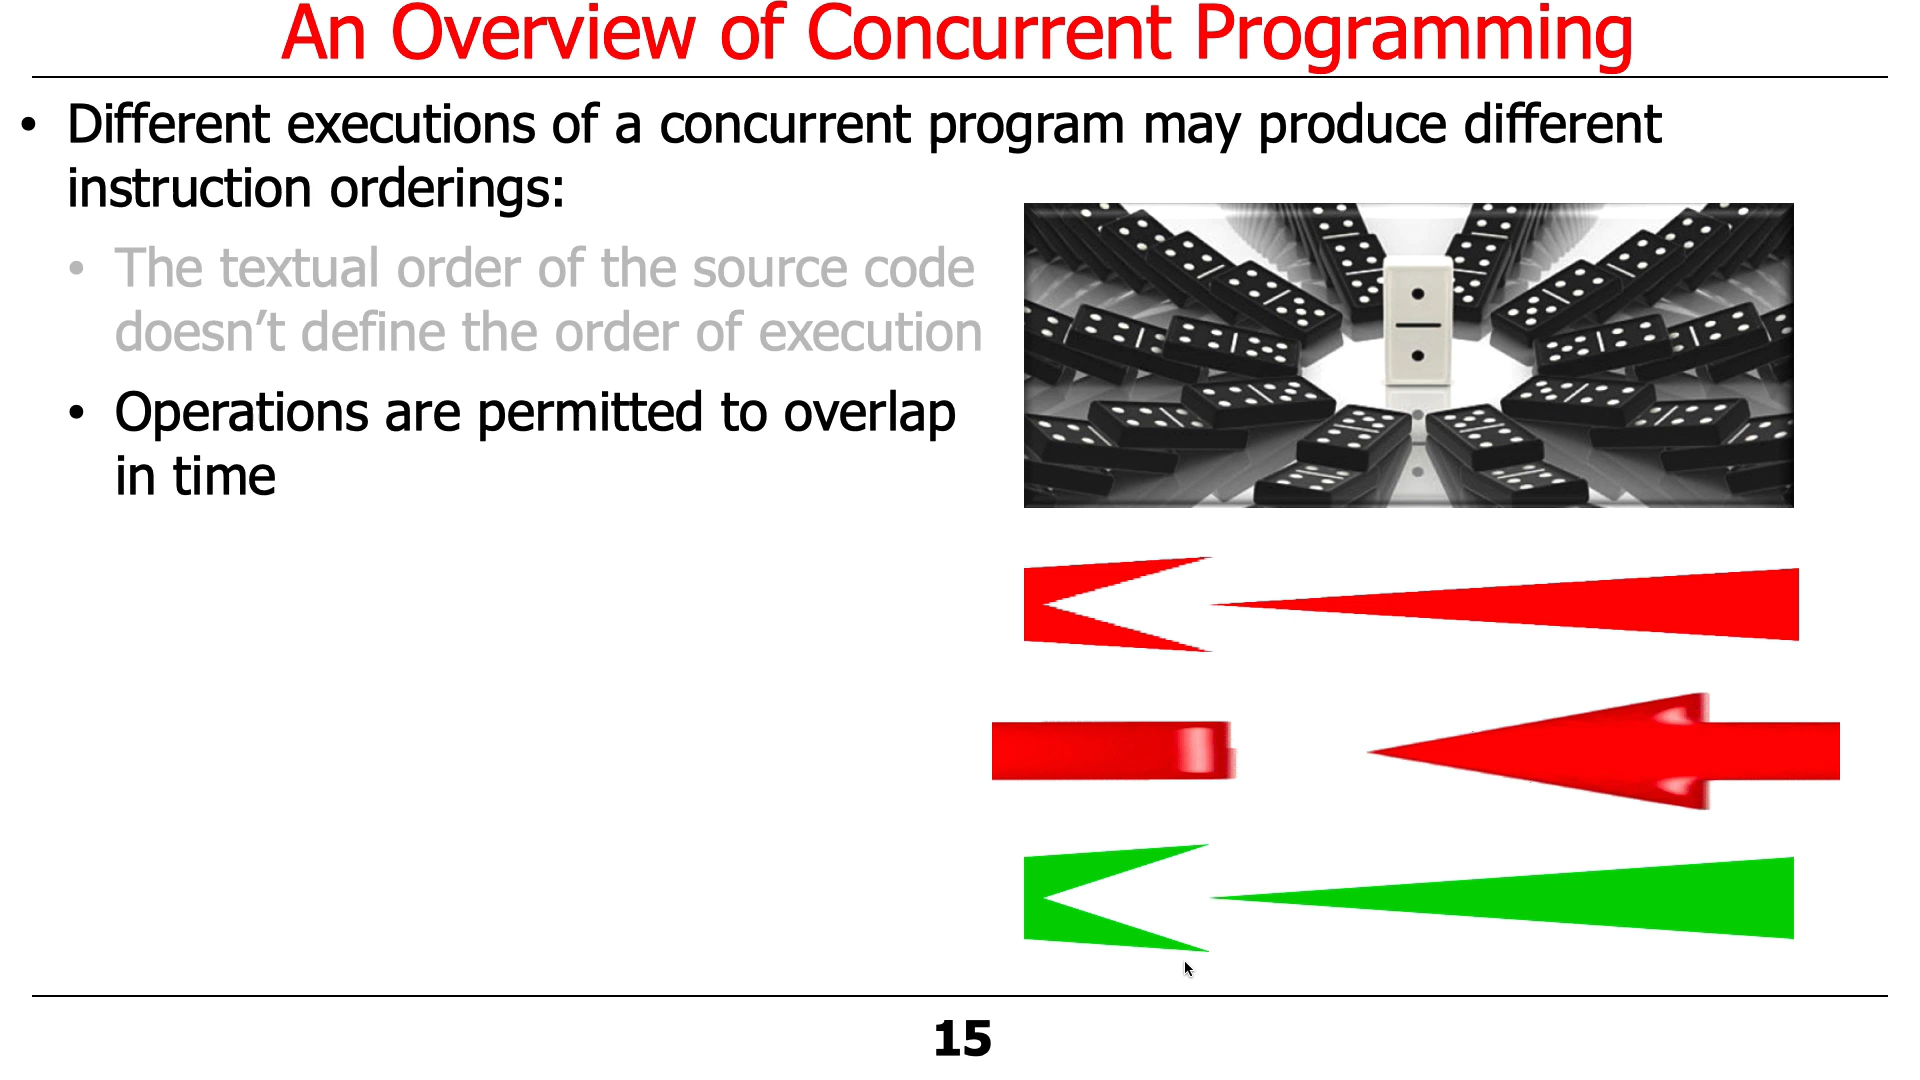 An Overview of Concurrent Programming
• Different executions of a concurrent program may produce different
instruction orderings:
• The textual order of the source code
doesn’t define the order of execution
• Operations are permitted to overlap
in time
15